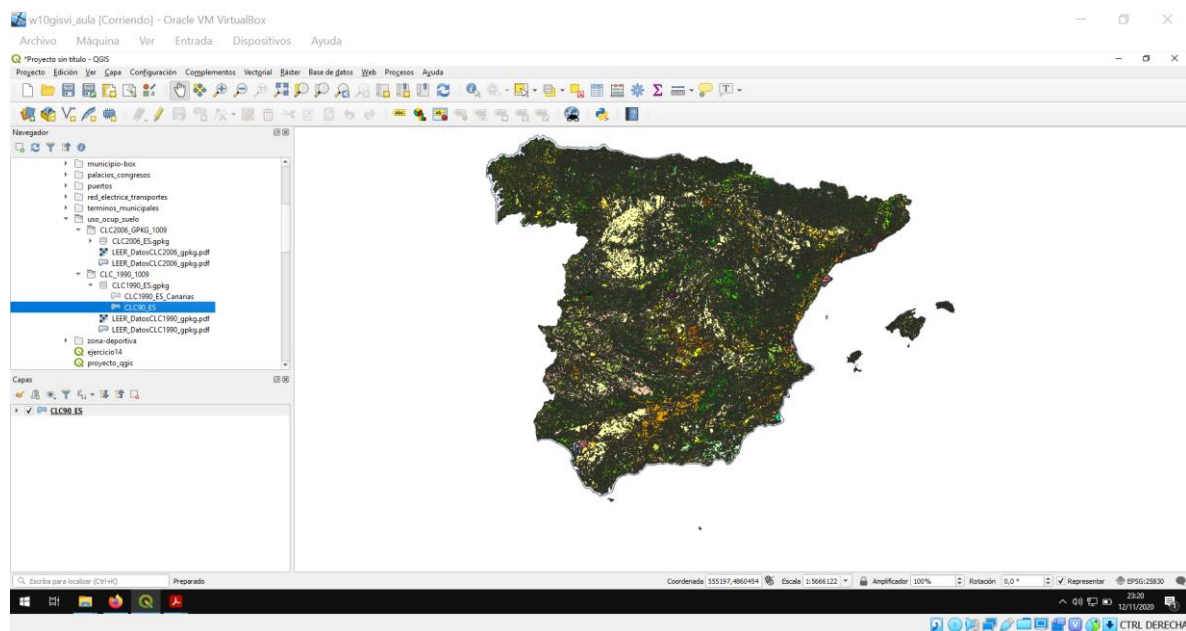 w10gisvi_aula [Corriendo] - Oracle VM VirtualBox
Archivo Máquina Ver Entrada Dispositivos Ayuda
*Proyecto sin título - QGIS
Proyecto Edición Ver Capa Configuración Complementos Vectorial Ráster Base de datos Web Procesos Ayuda
Navegador
municipio-box
palacios_congresos
puertos
red_electrica_transportes
terminos_municipales
uso_ocup_suelo
CLC2006_GPKG_1009
CLC2006_ES.gpkg
LEER_DatosCLC2006_gpkg.pdf
LEER_DatosCLC2006_gpkg.pdf
CLC_1990_1009
CLC1990_ES.gpkg
CLC1990_ES_Canarias
CLC90_ES
LEER_DatosCLC1990_gpkg.pdf
LEER_DatosCLC1990_gpkg.pdf
zona-deportiva
ejercicio14
proyecto_qgis
Capas
CLC90_ES
Escribe para localizar (Ctrl+K) Preparado Coordenada 555197,4860454 Escala 1:5666122 Amplificador 100% Rotación 0,0 ° Representar EPSG:25830
23:20
12/11/2020
CTRL DERECHA